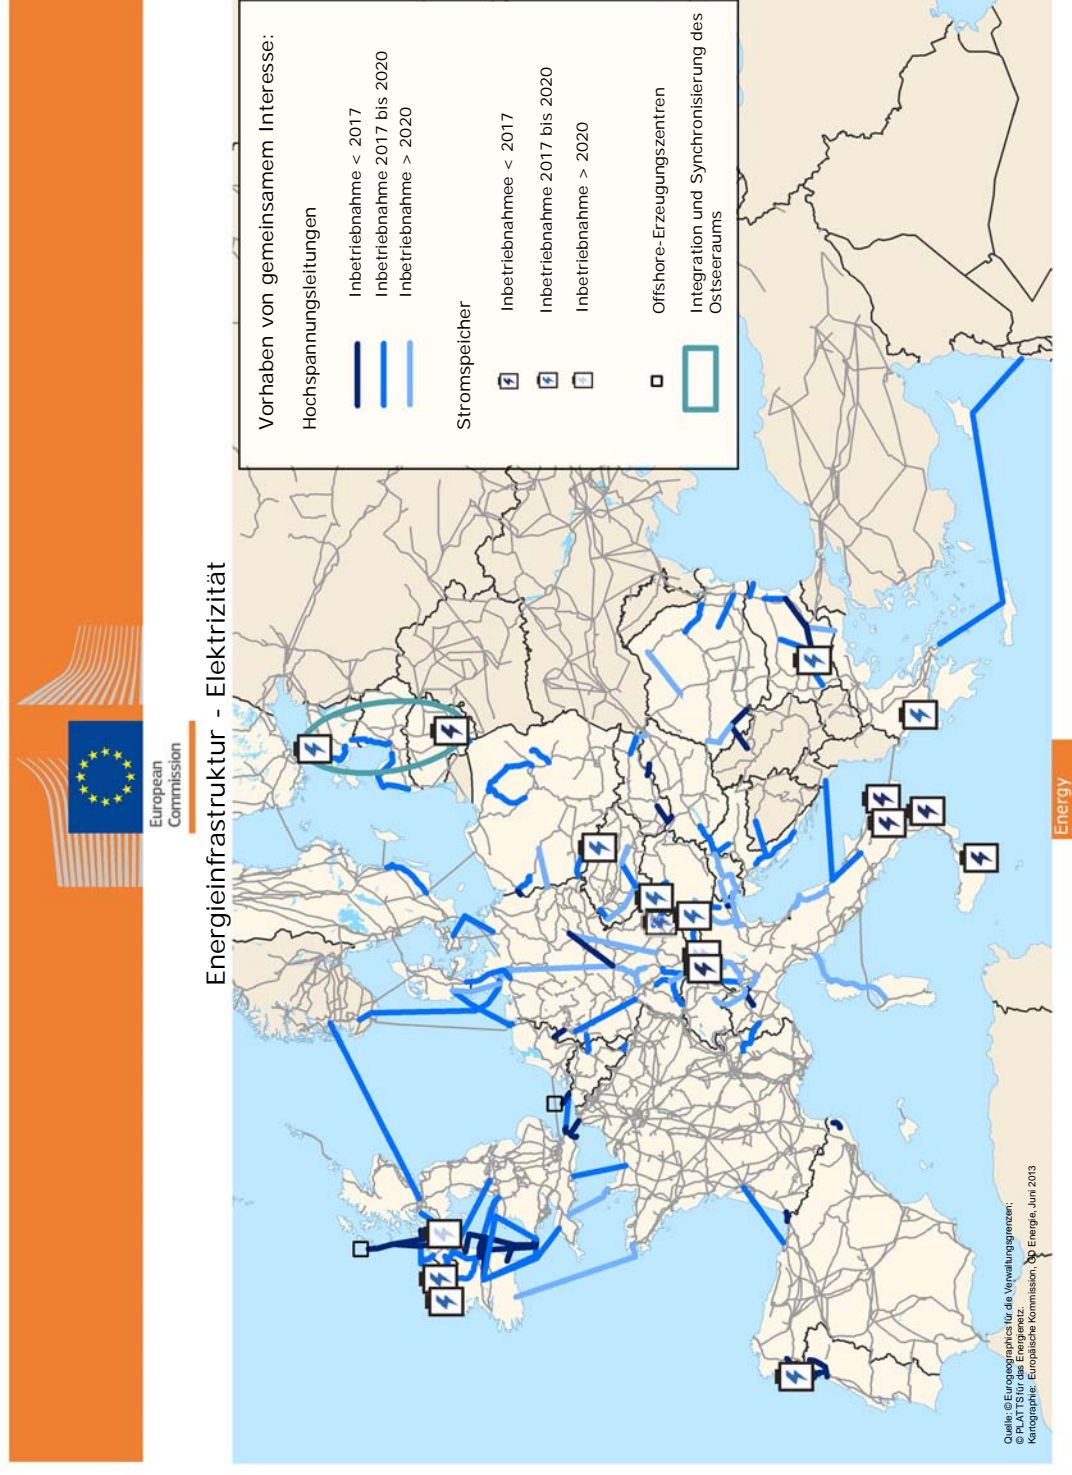 European
Commission
Energieinfrastruktur - Elektrizität
Vorhaben von gemeinsamem Interesse:
Hochspannungsleitungen
Inbetriebnahme < 2017
Inbetriebnahme 2017 bis 2020
Inbetriebnahme > 2020
Stromspeicher
Inbetriebnahmee < 2017
Inbetriebnahme 2017 bis 2020
Inbetriebnahme > 2020
Offshore-Erzeugungszentren
Integration und Synchronisierung des
Ostseeraums
Quelle: © Eurogeographics für die Verwaltungsgrenzen;
© PLATTS für das Energienetz.
Kartographie: Europäische Kommission, GD Energie, Juni 2013
Energy